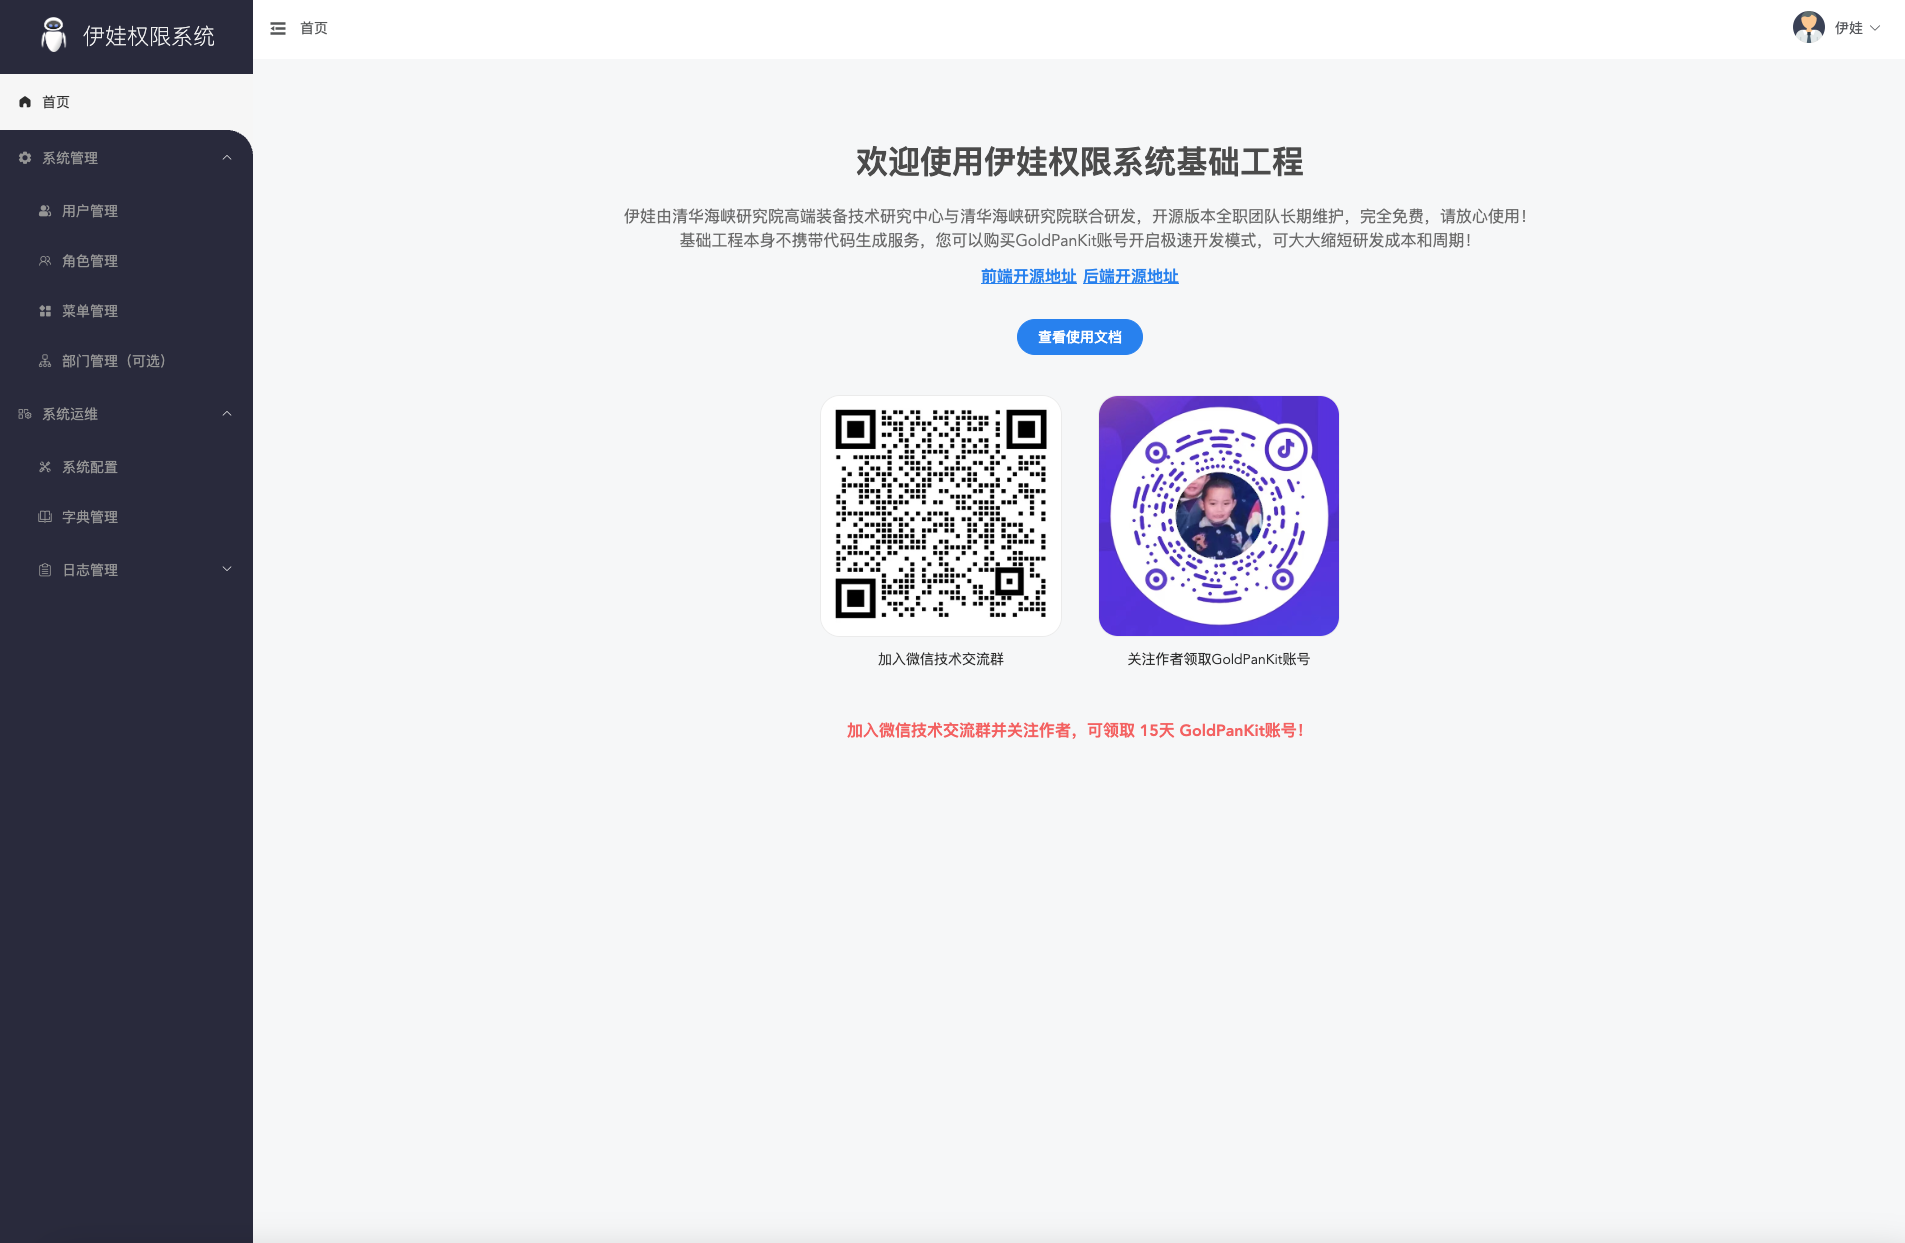 伊娃权限系统
首页
伊娃
首页
系统管理
用户管理
角色管理
菜单管理
部门管理（可选）
系统运维
系统配置
字典管理
日志管理
欢迎使用伊娃权限系统基础工程
伊娃由清华海峡研究院高端装备技术研究中心与清华海峡研究院联合研发，开源版本全职团队长期维护，完全免费，请放心使用！
基础工程本身不携带代码生成服务，您可以购买GoldPanKit账号开启极速开发模式，可大大缩短研发成本和周期！
前端开源地址 后端开源地址
查看使用文档
加入微信技术交流群
关注作者领取GoldPanKit账号
加入微信技术交流群并关注作者，可领取 15天 GoldPanKit账号！